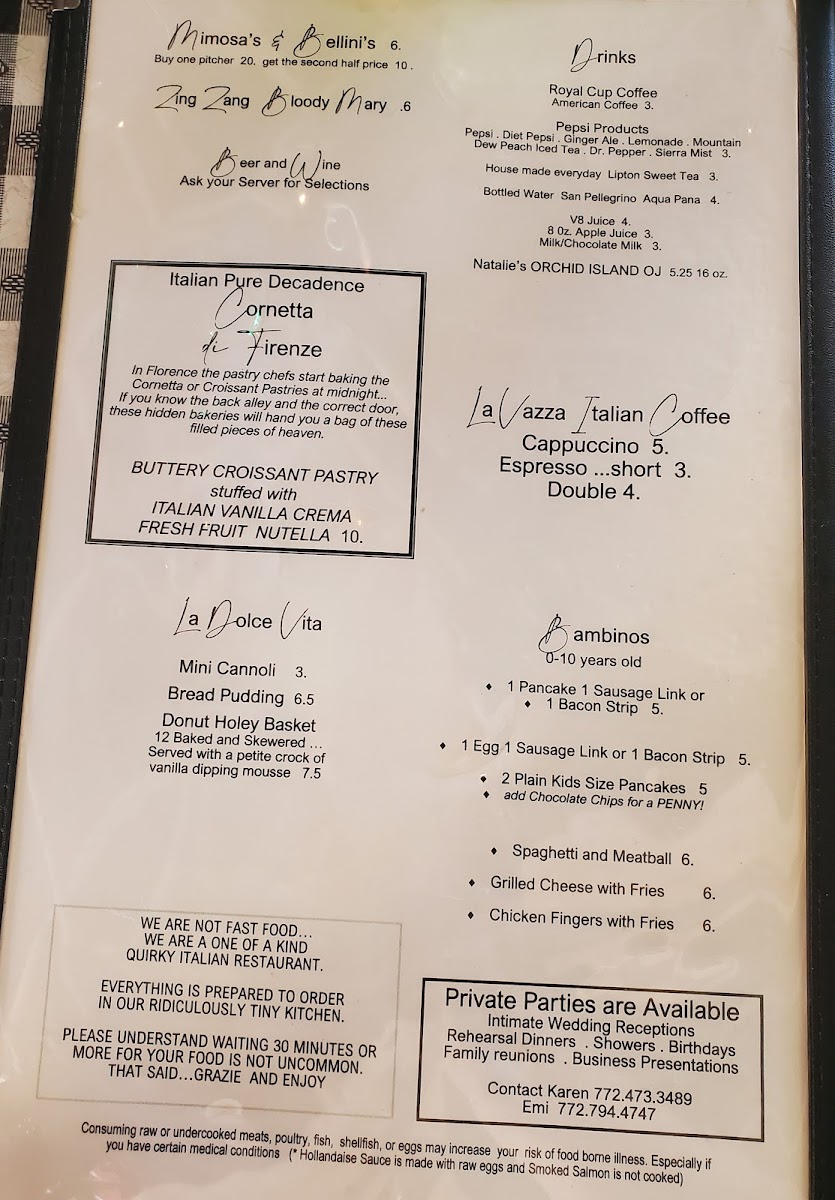 Mimosa's & Bellini's 6.
Buy one pitcher 20. get the second half price 10 .
Zing Zang Bloody Mary .6
Beer and Wine
Ask your Server for Selections
Drinks
Royal Cup Coffee
American Coffee 3.
Pepsi Products
Pepsi . Diet Pepsi . Ginger Ale . Lemonade . Mountain
Dew Peach Iced Tea . Dr. Pepper . Sierra Mist 3.
House made everyday Lipton Sweet Tea 3.
Bottled Water San Pellegrino Aqua Pana 4.
V8 Juice 4.
8 0z. Apple Juice 3.
Milk/Chocolate Milk 3.
Natalie's ORCHID ISLAND OJ 5.25 16 oz.
Italian Pure Decadence
Cornetta
di Firenze
In Florence the pastry chefs start baking the
Cornetta or Croissant Pastries at midnight...
If you know the back alley and the correct door,
these hidden bakeries will hand you a bag of these
filled pieces of heaven.
BUTTERY CROISSANT PASTRY
stuffed with
ITALIAN VANILLA CREMA
FRESH FRUIT NUTELLA 10.
La Vazza Italian Coffee
Cappuccino 5.
Espresso ...short 3.
Double 4.
La Dolce Vita
Mini Cannoli 3.
Bread Pudding 6.5
Donut Holey Basket
12 Baked and Skewered ...
Served with a petite crock of
vanilla dipping mousse 7.5
Bambinos
0-10 years old
♦ 1 Pancake 1 Sausage Link or
♦ 1 Bacon Strip 5.
♦ 1 Egg 1 Sausage Link or 1 Bacon Strip 5.
♦ 2 Plain Kids Size Pancakes 5
♦ add Chocolate Chips for a PENNY!
♦ Spaghetti and Meatball 6.
♦ Grilled Cheese with Fries 6.
♦ Chicken Fingers with Fries 6.
WE ARE NOT FAST FOOD...
WE ARE A ONE OF A KIND
QUIRKY ITALIAN RESTAURANT.
EVERYTHING IS PREPARED TO ORDER
IN OUR RIDICULOUSLY TINY KITCHEN.
PLEASE UNDERSTAND WAITING 30 MINUTES OR
MORE FOR YOUR FOOD IS NOT UNCOMMON.
THAT SAID...GRAZIE AND ENJOY
Private Parties are Available
Intimate Wedding Receptions
Rehearsal Dinners . Showers . Birthdays
Family reunions . Business Presentations
Contact Karen 772.473.3489
Emi 772.794.4747
Consuming raw or undercooked meats, poultry, fish, shellfish, or eggs may increase your risk of food borne illness. Especially if
you have certain medical conditions (* Hollandaise Sauce is made with raw eggs and Smoked Salmon is not cooked)